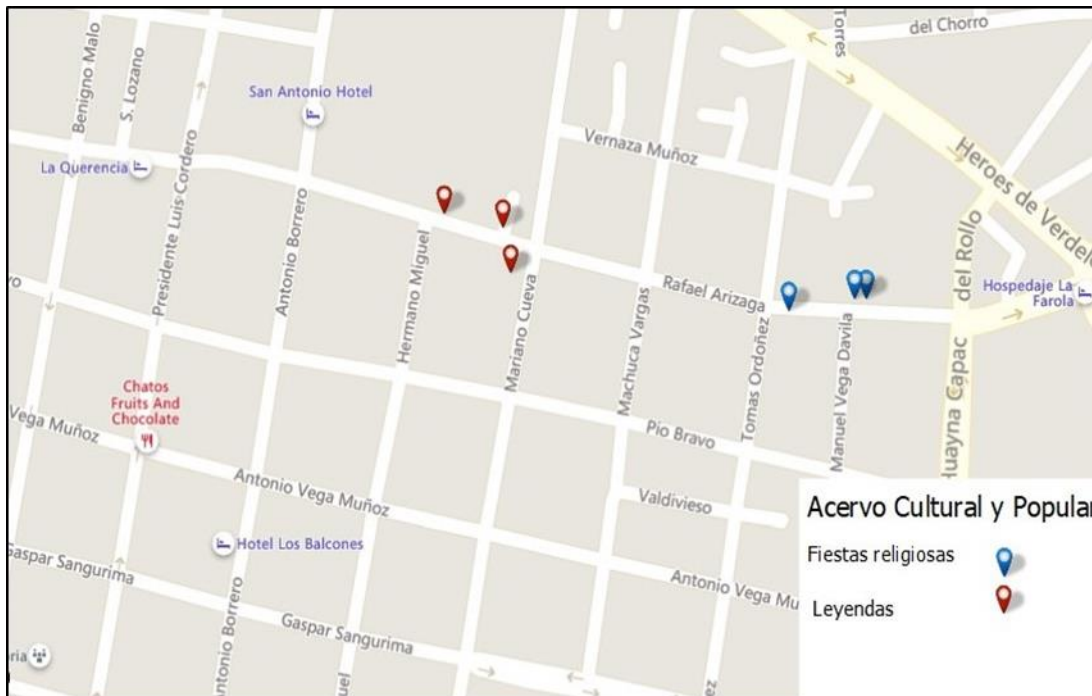 del Chorro
Torres
Benigno Malo
S. Lozano
San Antonio Hotel
La Querencia
Presidente Luis Cordero
Vernaza Muñoz
Heroes de Verdelo
Antonio Borrero
Hermano Miguel
Mariano Cueva
Machuca Vargas
Rafael Arizaga
Tomas Ordoñez
Manuel Vega Davila
del Rollo
Hospedaje La
Farola
Huayna Capac
Chatos
Fruits And
Chocolate
Vega Muñoz
Pio Bravo
Antonio Vega Muñoz
Valdivieso
Hotel Los Balcones
Gaspar Sangurima
Antonio Borrero
Gaspar Sangurima
Antonio Vega Mu
Acervo Cultural y Popular
Fiestas religiosas
Leyendas